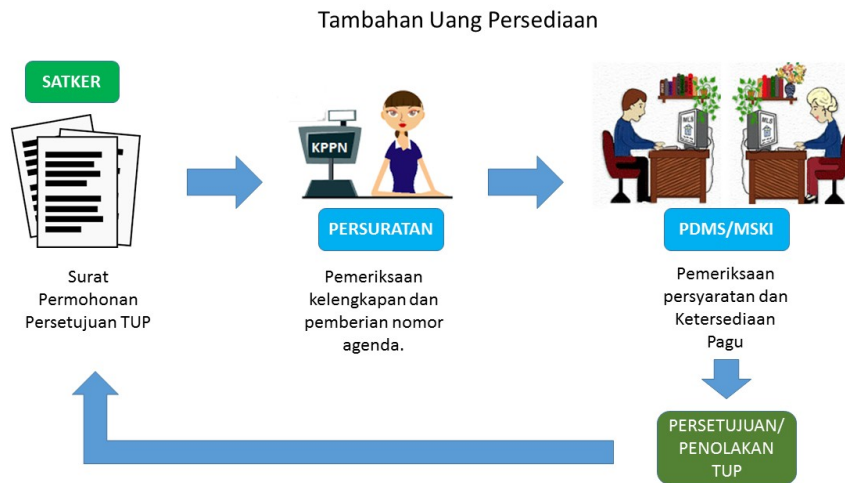 Tambahan Uang Persediaan
SATKER
KPPN
PERSURATAN
PDMS/MSKI
Surat
Permohonan
Persetujuan TUP
Pemeriksaan
kelengkapan dan
pemberian nomor
agenda.
Pemeriksaan
persyaratan dan
Ketersediaan
Pagu
PERSETUJUAN/
PENOLAKAN
TUP